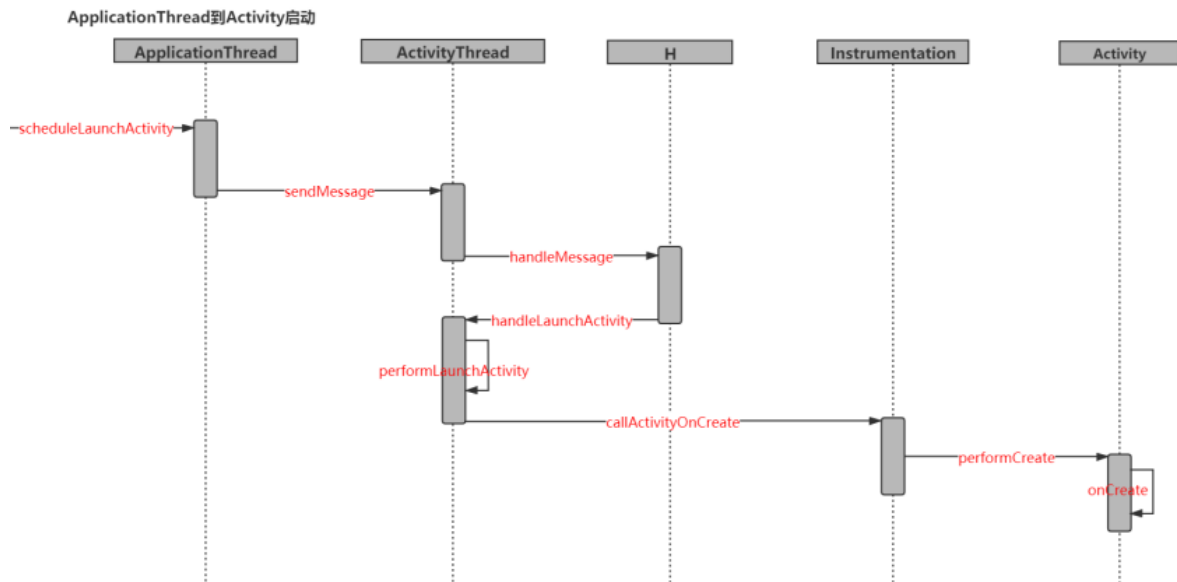 ApplicationThread到Activity启动
ApplicationThread
ActivityThread
H
Instrumentation
Activity
scheduleLaunchActivity
sendMessage
handleMessage
handleLaunchActivity
performLaunchActivity
callActivityOnCreate
performCreate
onCreate